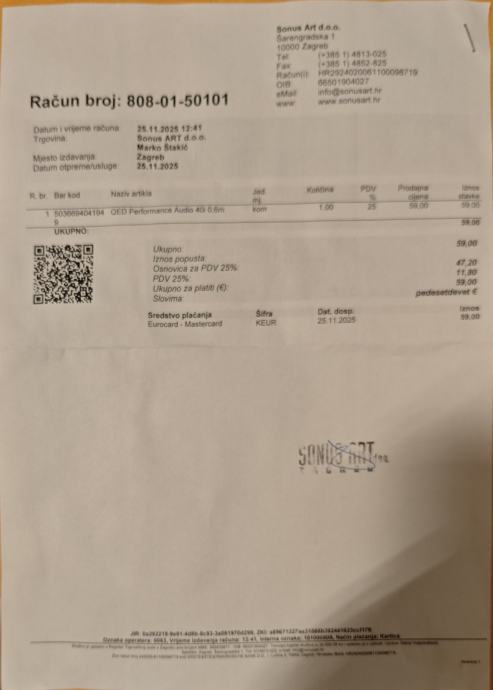 Sonus Art d.o.o.
Šarengradska 1
10000 Zagreb
Tel: (+385 1) 4813-025
Fax: (+385 1) 4852-825
Račun(i):
OIB: 66501904027
eMail: info@sonusart.hr
www: www.sonusart.hr
Račun broj: 808-01-50101
Datum i vrijeme računa: 25.11.2025 12:41
Trgovina: Sonus ART d.o.o.
Marko Štakić
Mjesto izdavanja: Zagreb
Datum otpreme/usluge: 25.11.2025
R. br. Bar kod Naziv artikla Jed mj. Količina PDV % Prodajna cijena Iznos stavke
1 QED Performance Audio 40i 0,6m kom 1,00 25 59,00 59,00
UKUPNO: 59,00
Ukupno: 59,00
Iznos popusta:
Osnovica za PDV 25%: 47,20
PDV 25%: 11,80
Ukupno za platiti (€): 59,00
Slovima: pedesetdevet €
Sredstvo plaćanja Šifra Dat. dosp. Iznos
Eurocard - Mastercard KEUR 25.11.2025 59,00
SONUS ART d.o.o.
ZAGREB